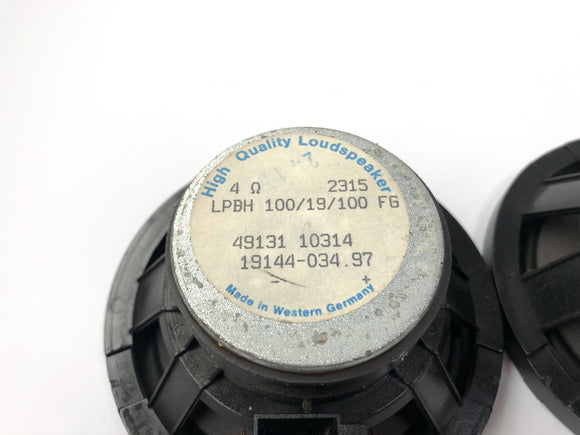 High Quality Loudspeaker
4 Ω 2315
LPBH 100/19/100 FG
49131 10314
19144-034.97
- +
Made in Western Germany